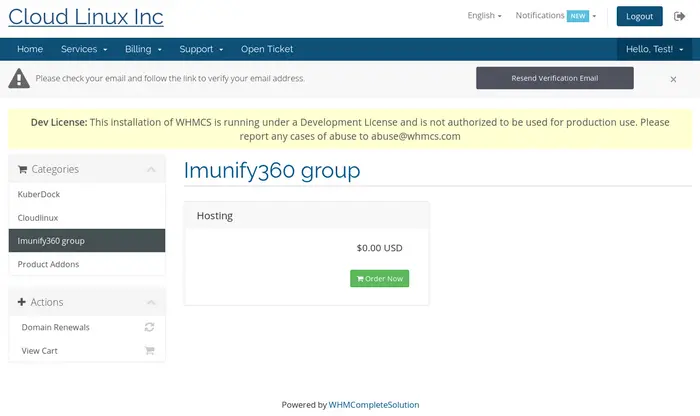 Cloud Linux Inc
English
Notifications NEW
Logout
Home
Services
Billing
Support
Open Ticket
Hello, Test!
Please check your email and follow the link to verify your email address.
Resend Verification Email
×
Dev License: This installation of WHMCS is running under a Development License and is not authorized to be used for production use. Please
report any cases of abuse to abuse@whmcs.com
Categories
KuberDock
Cloudlinux
Imunify360 group
Product Addons
Actions
Domain Renewals
View Cart
Imunify360 group
Hosting
$0.00 USD
Order Now
Powered by WHMCompleteSolution